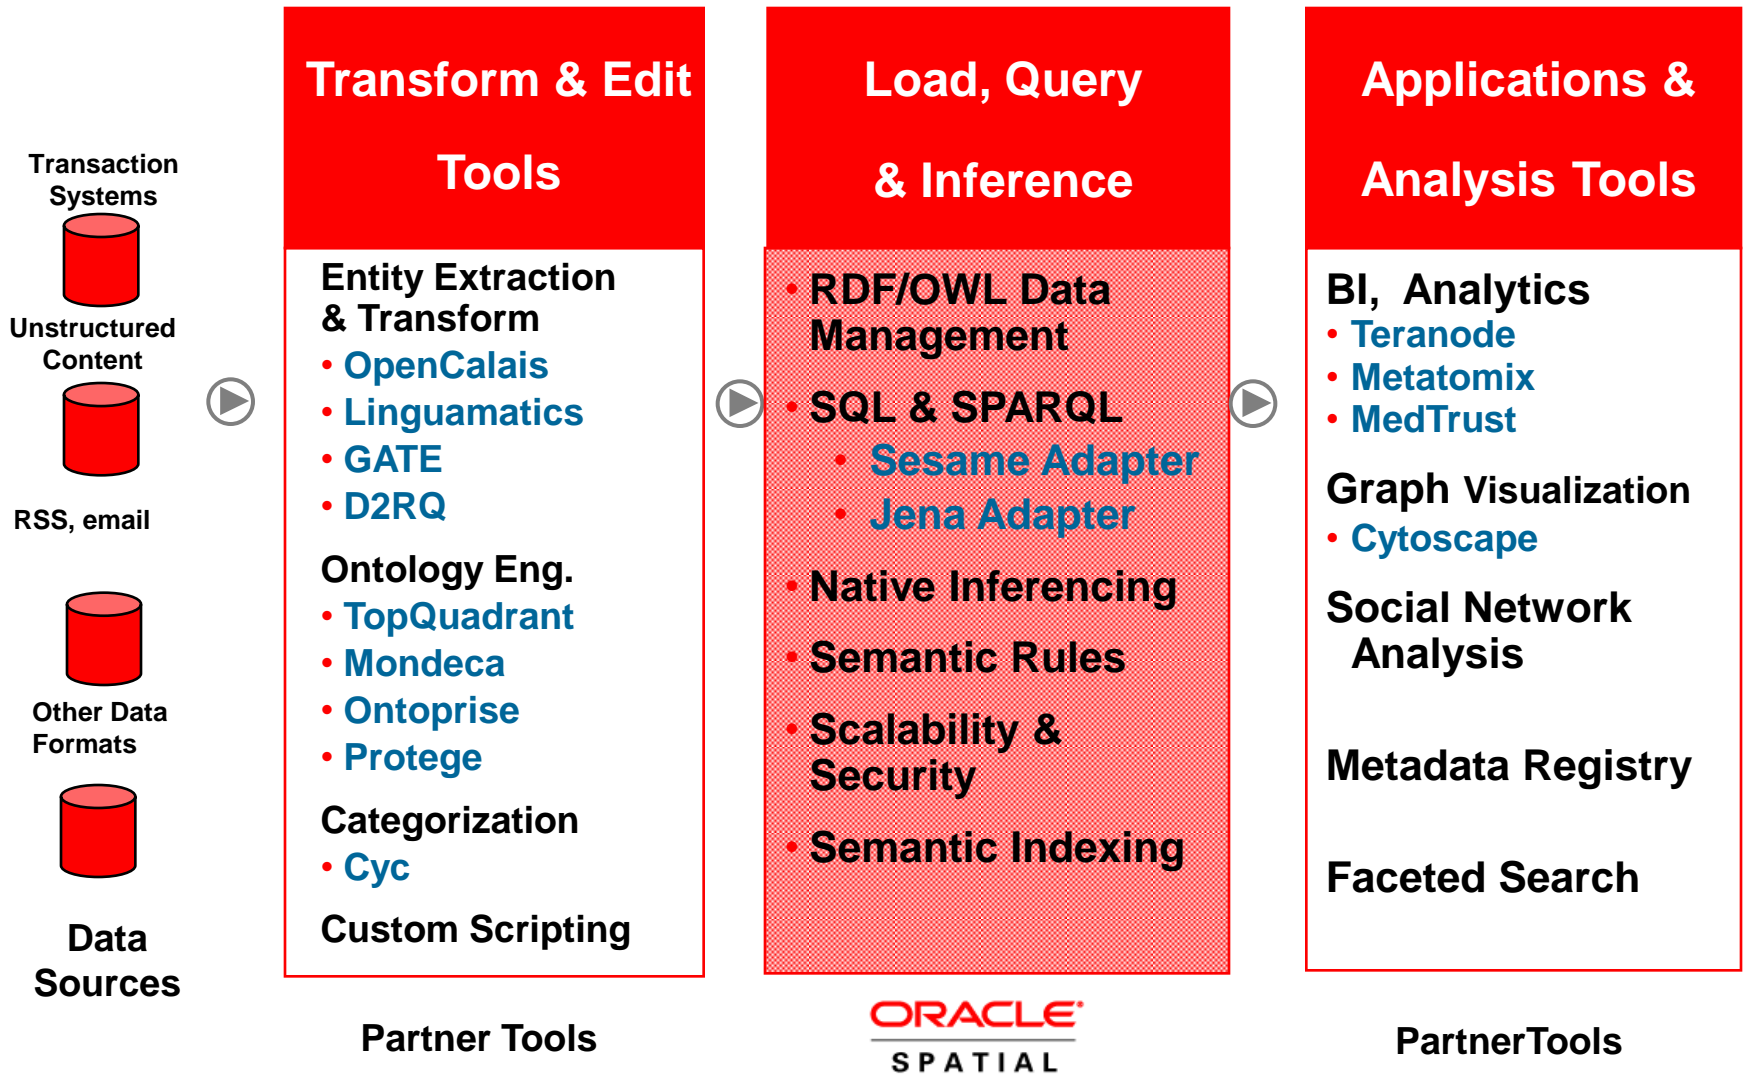 Transaction
Systems
Unstructured
Content
RSS, email
Other Data
Formats
Data
Sources
Transform & Edit
Tools
Entity Extraction
& Transform
• OpenCalais
• Linguamatics
• GATE
• D2RQ
Ontology Eng.
• TopQuadrant
• Mondeca
• Ontoprise
• Protege
Categorization
• Cyc
Custom Scripting
Partner Tools
Load, Query
& Inference
• RDF/OWL Data
Management
• SQL & SPARQL
• Sesame Adapter
• Jena Adapter
• Native Inferencing
• Semantic Rules
• Scalability &
Security
• Semantic Indexing
ORACLE®
SPATIAL
Applications &
Analysis Tools
BI, Analytics
• Teranode
• Metatomix
• MedTrust
Graph Visualization
• Cytoscape
Social Network
Analysis
Metadata Registry
Faceted Search
PartnerTools